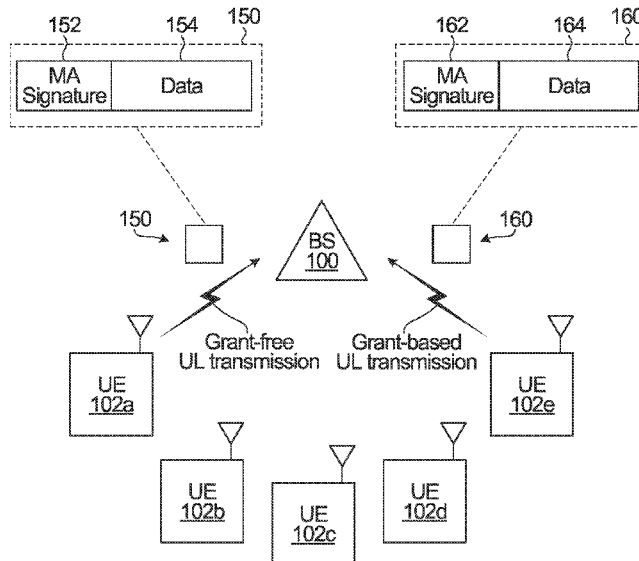 150
152
154
MA
Signature
Data
160
162
164
MA
Signature
Data
150
BS
100
160
Grant-free
UL transmission
Grant-based
UL transmission
UE
102a
UE
102e
UE
102b
UE
102c
UE
102d